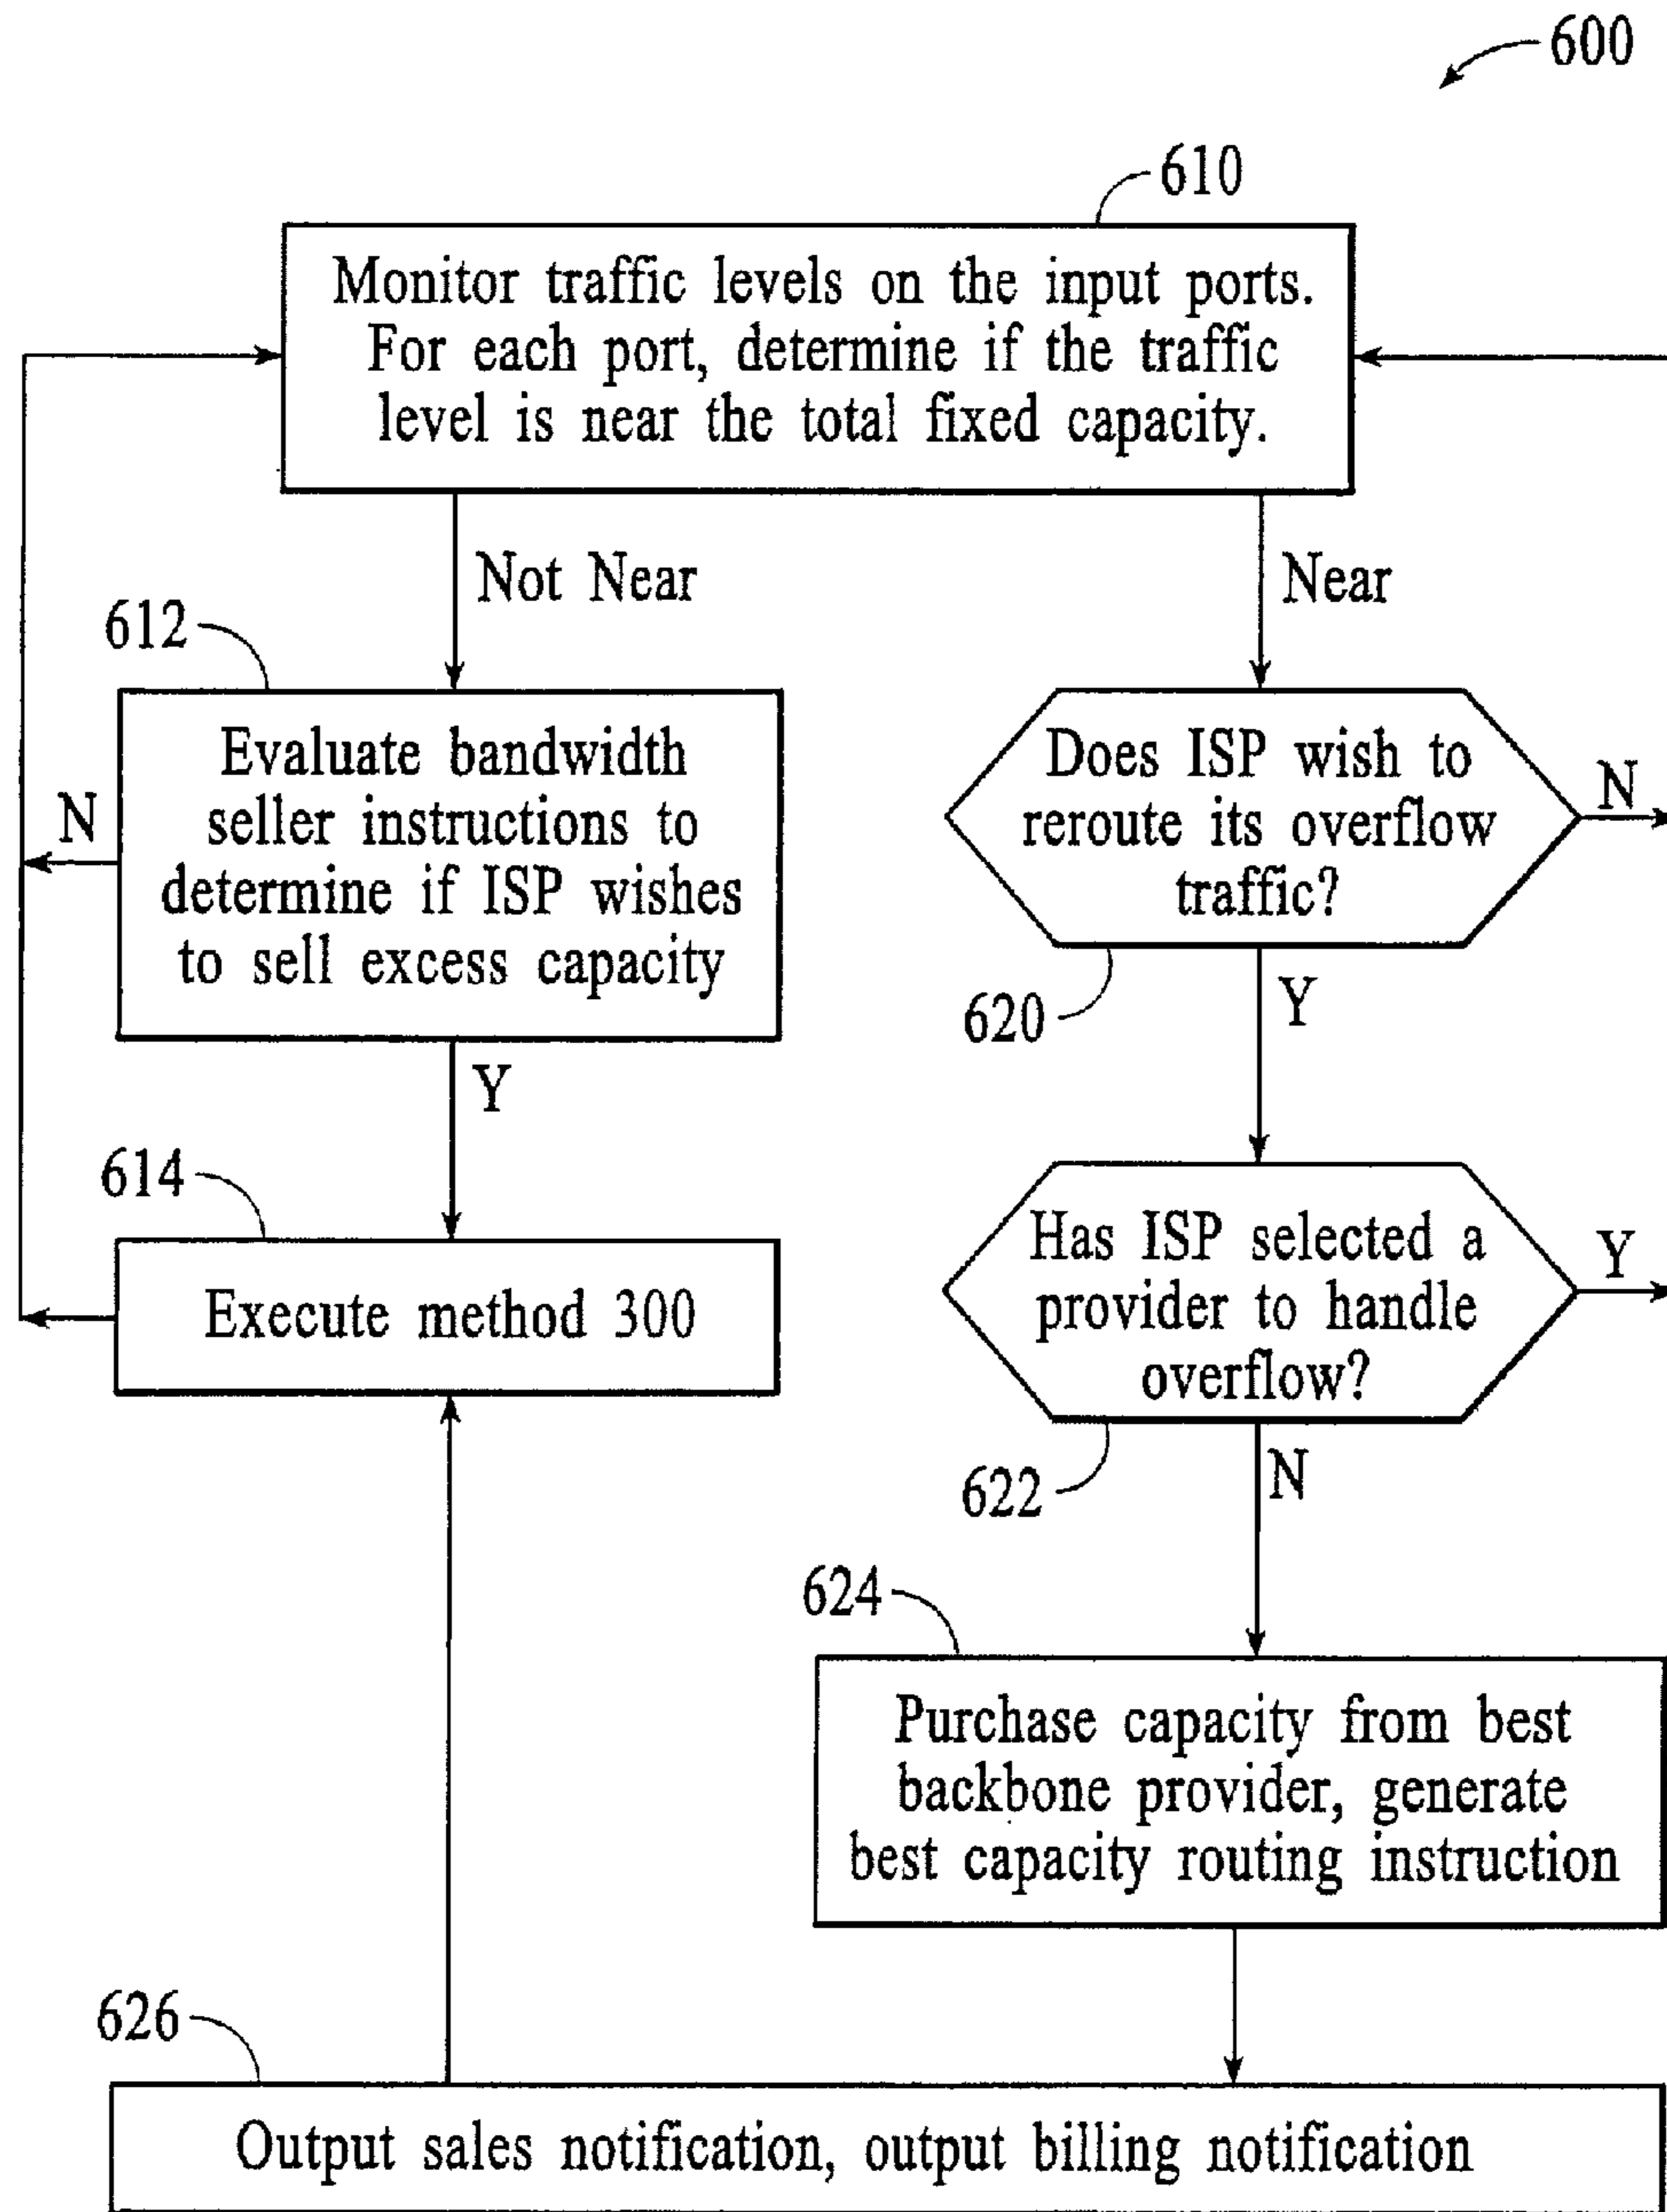 600
610
Monitor traffic levels on the input ports.
For each port, determine if the traffic
level is near the total fixed capacity.
Not Near
Near
612
Evaluate bandwidth
seller instructions to
determine if ISP wishes
to sell excess capacity
N
Y
Does ISP wish to
reroute its overflow
traffic?
N
620
Y
614
Execute method 300
Has ISP selected a
provider to handle
overflow?
Y
622
N
624
Purchase capacity from best
backbone provider, generate
best capacity routing instruction
626
Output sales notification, output billing notification